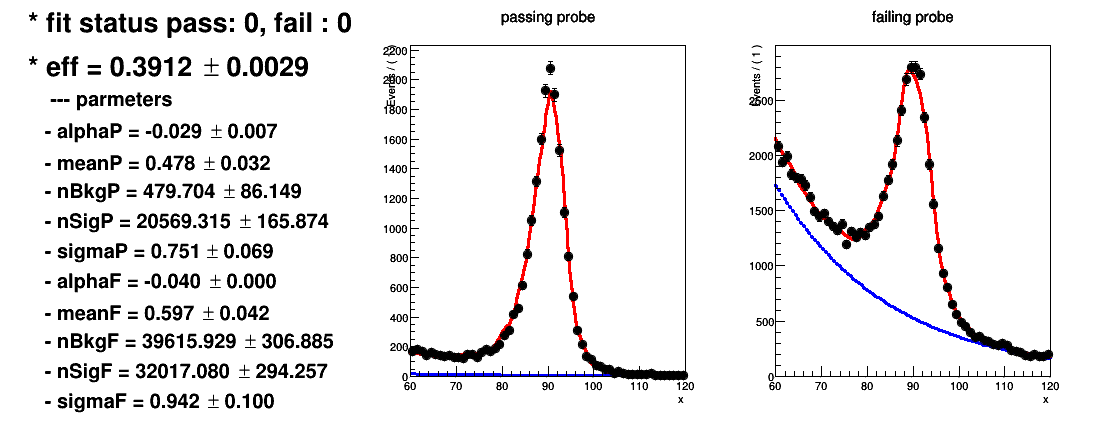 * fit status pass: 0, fail : 0
* eff = 0.3912 ± 0.0029
--- parmeters
- alphaP = -0.029 ± 0.007
- meanP = 0.478 ± 0.032
- nBkgP = 479.704 ± 86.149
- nSigP = 20569.315 ± 165.874
- sigmaP = 0.751 ± 0.069
- alphaF = -0.040 ± 0.000
- meanF = 0.597 ± 0.042
- nBkgF = 39615.929 ± 306.885
- nSigF = 32017.080 ± 294.257
- sigmaF = 0.942 ± 0.100
passing probe
Events / ( 1 )
2200
2000
1800
1600
1400
1200
1000
800
600
400
200
0
60 70 80 90 100 110 120
x
failing probe
Events / ( 1 )
2500
2000
1500
1000
500
0
60 70 80 90 100 110 120
x